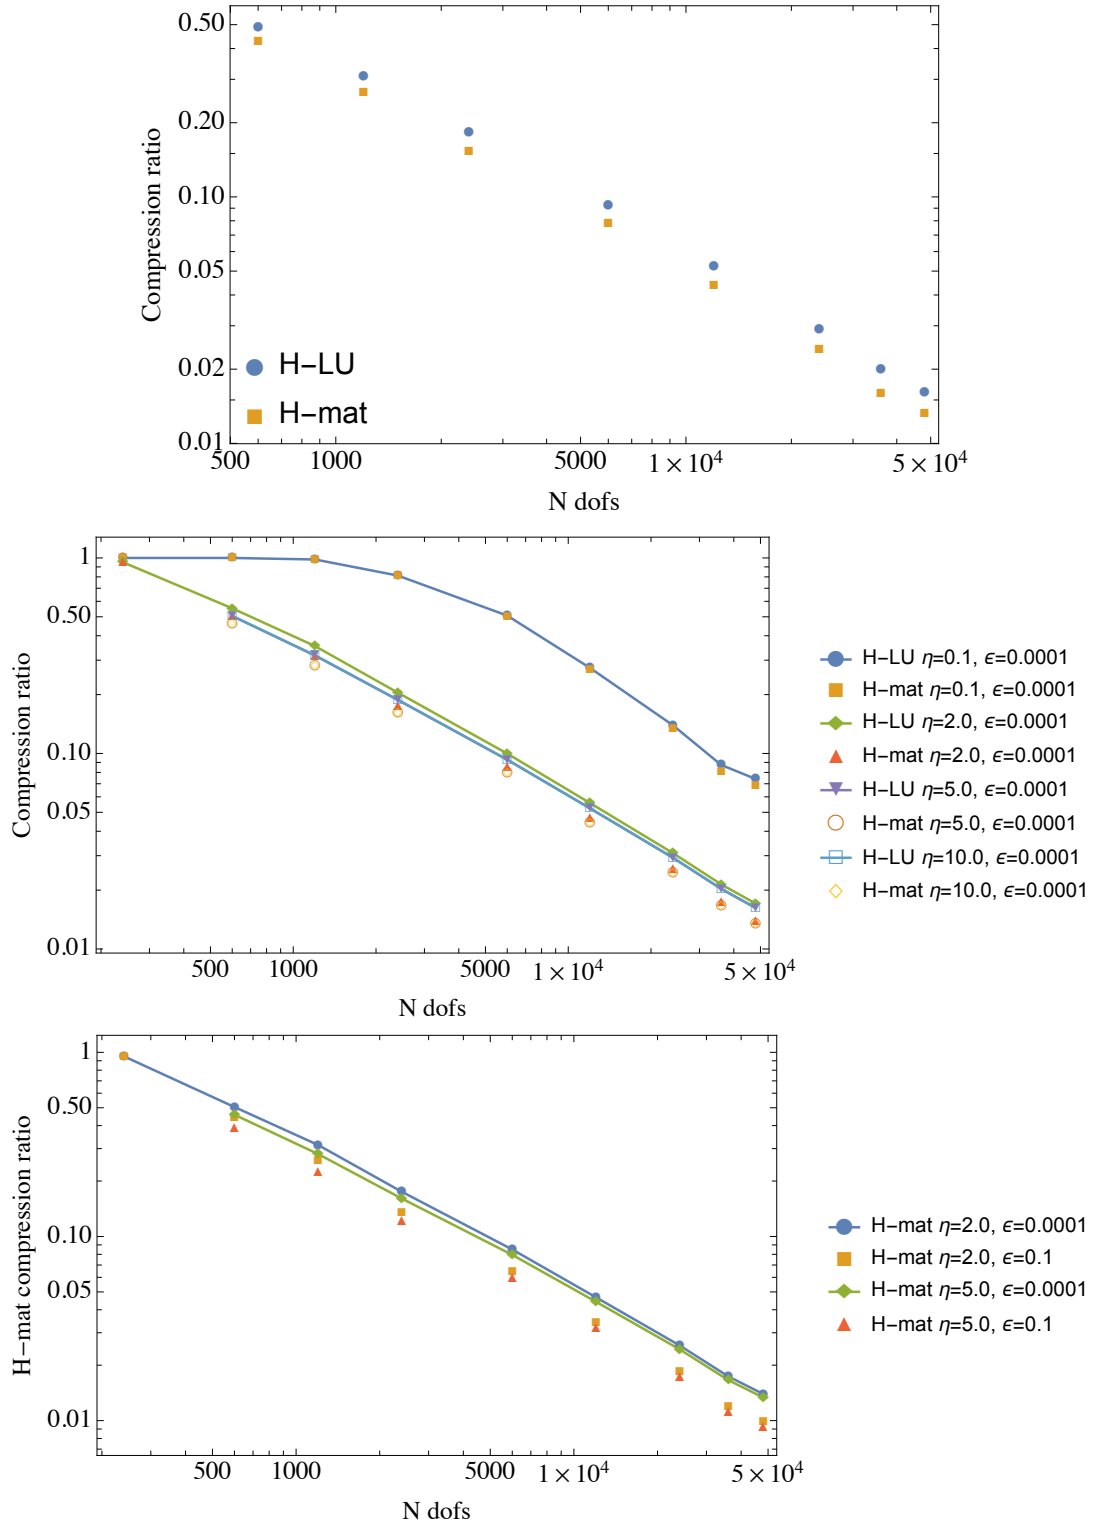 0.50
0.20
0.10
0.05
0.02
0.01
Compression ratio
H−LU
H−mat
500
1000
5000
1×10⁴
5×10⁴
N dofs
1
0.50
0.10
0.05
0.01
Compression ratio
500
1000
5000
1×10⁴
5×10⁴
N dofs
H−LU η=0.1, ϵ=0.0001
H−mat η=0.1, ϵ=0.0001
H−LU η=2.0, ϵ=0.0001
H−mat η=2.0, ϵ=0.0001
H−LU η=5.0, ϵ=0.0001
H−mat η=5.0, ϵ=0.0001
H−LU η=10.0, ϵ=0.0001
H−mat η=10.0, ϵ=0.0001
1
0.50
0.10
0.05
0.01
H−mat compression ratio
500
1000
5000
1×10⁴
5×10⁴
N dofs
H−mat η=2.0, ϵ=0.0001
H−mat η=2.0, ϵ=0.1
H−mat η=5.0, ϵ=0.0001
H−mat η=5.0, ϵ=0.1